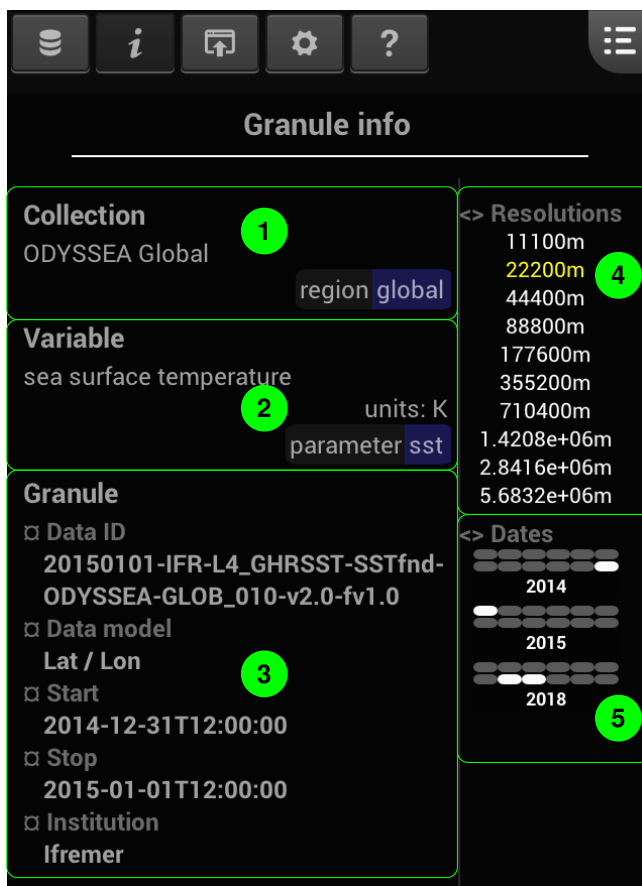 i
?
Granule info
Collection
1
ODYSSEA Global
region global
Variable
sea surface temperature
2
units: K
parameter sst
Granule
¤ Data ID
20150101-IFR-L4_GHRSST-SSTfnd-
ODYSSEA-GLOB_010-v2.0-fv1.0
¤ Data model
Lat / Lon
3
¤ Start
2014-12-31T12:00:00
¤ Stop
2015-01-01T12:00:00
¤ Institution
Ifremer
<> Resolutions
11100m
22200m
4
44400m
88800m
177600m
355200m
710400m
1.4208e+06m
2.8416e+06m
5.6832e+06m
<> Dates
2014
2015
2018
5